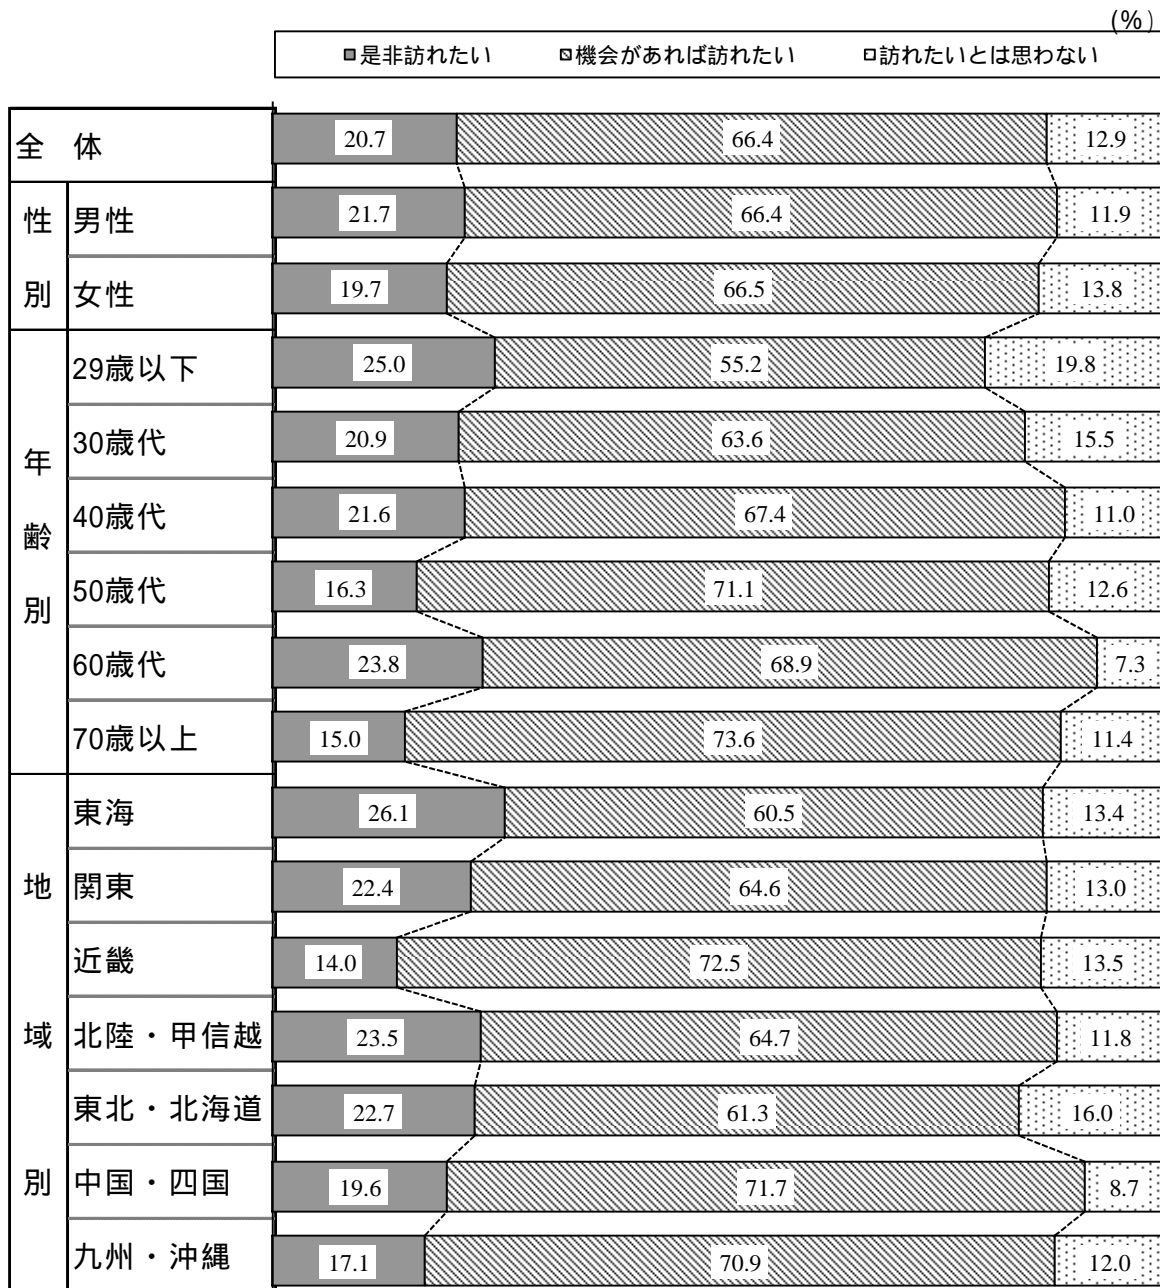 (%)
是非訪れたい 機会があれば訪れたい 訪れたいとは思わない
全 体 20.7 66.4 12.9
性別
男性 21.7 66.4 11.9
女性 19.7 66.5 13.8
年齢別
29歳以下 25.0 55.2 19.8
30歳代 20.9 63.6 15.5
40歳代 21.6 67.4 11.0
50歳代 16.3 71.1 12.6
60歳代 23.8 68.9 7.3
70歳以上 15.0 73.6 11.4
地域別
東海 26.1 60.5 13.4
関東 22.4 64.6 13.0
近畿 14.0 72.5 13.5
北陸・甲信越 23.5 64.7 11.8
東北・北海道 22.7 61.3 16.0
中国・四国 19.6 71.7 8.7
九州・沖縄 17.1 70.9 12.0